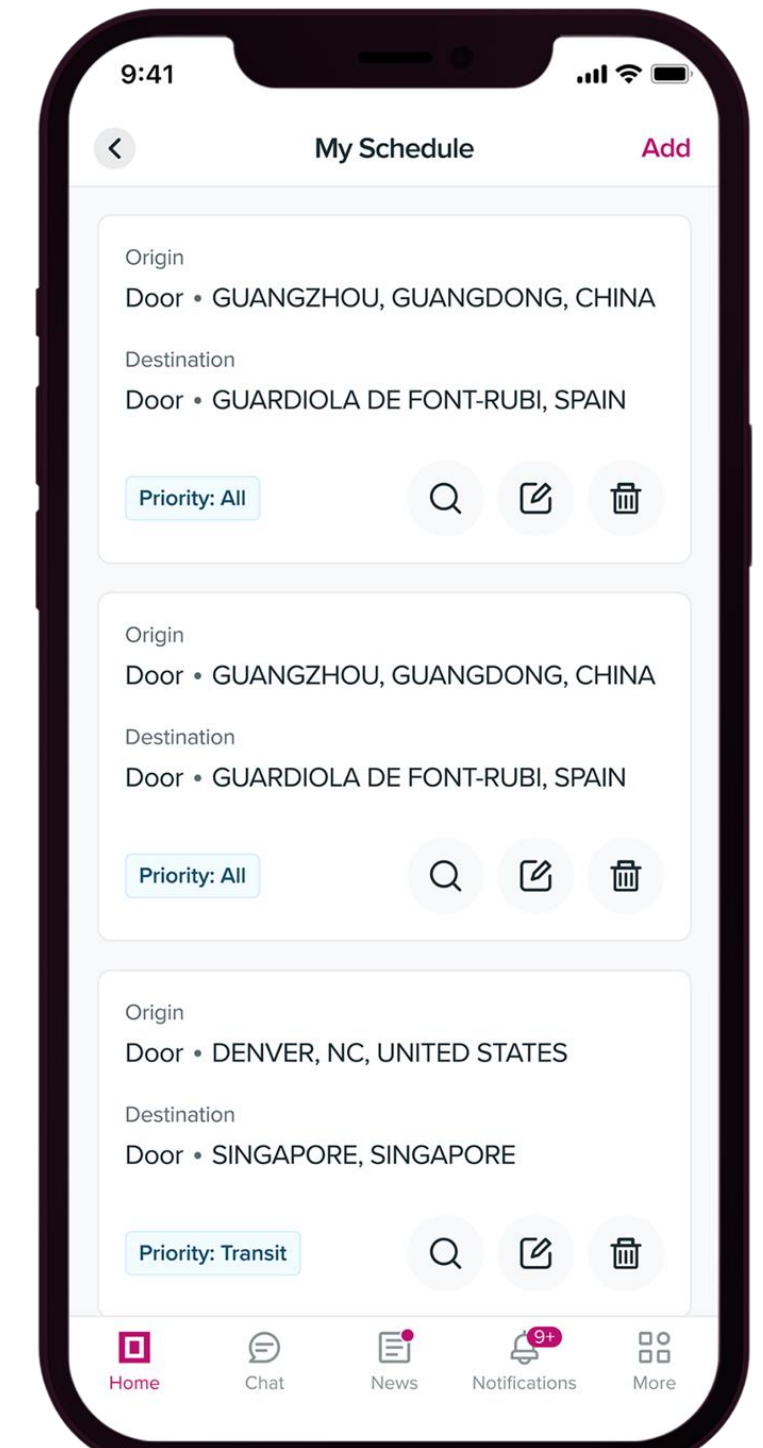 9:41
My Schedule
Add
Origin
Door • GUANGZHOU, GUANGDONG, CHINA
Destination
Door • GUARDIOLA DE FONT-RUBI, SPAIN
Priority: All
Origin
Door • GUANGZHOU, GUANGDONG, CHINA
Destination
Door • GUARDIOLA DE FONT-RUBI, SPAIN
Priority: All
Origin
Door • DENVER, NC, UNITED STATES
Destination
Door • SINGAPORE, SINGAPORE
Priority: Transit
9+
Home
Chat
News
Notifications
More